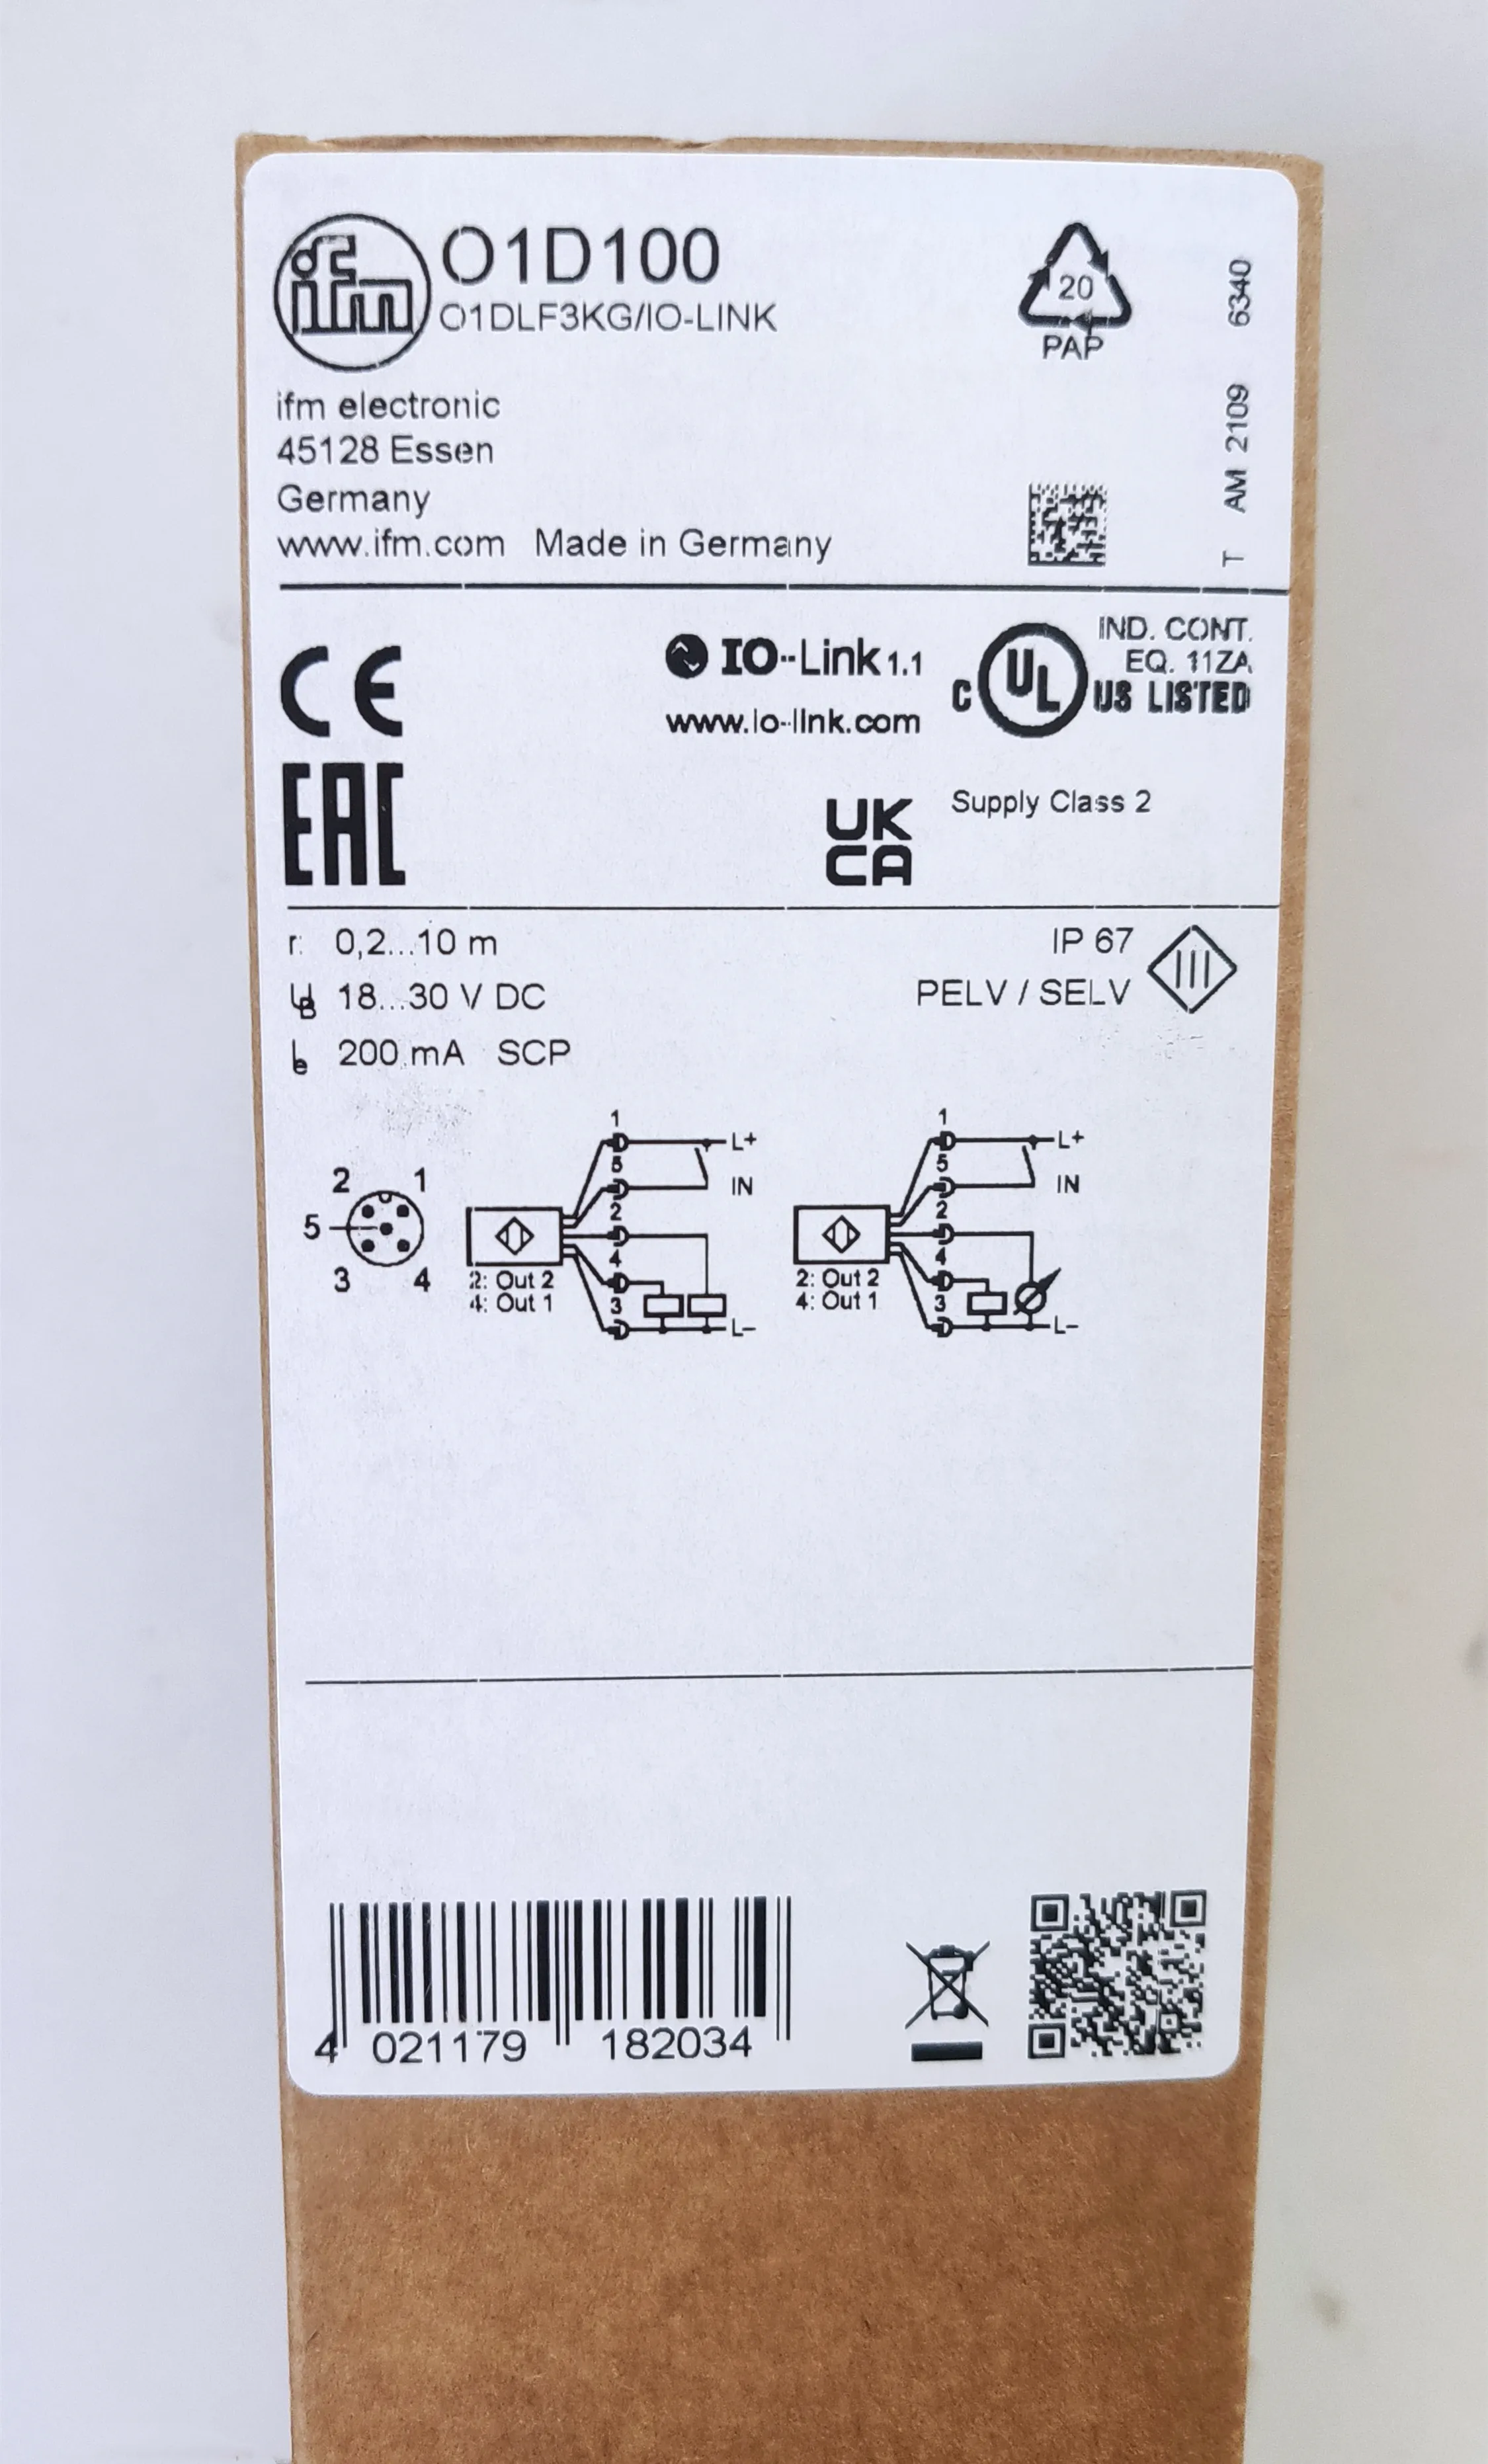 ifm
O1D100
O1DLF3KG/IO-LINK
20
PAP
T AM 2109 6340
ifm electronic
45128 Essen
Germany
www.ifm.com Made in Germany
CE
IO-Link 1.1
www.io-link.com
C UL US LISTED
IND. CONT.
EQ. 11ZA
EAC
UK
CA
Supply Class 2
r: 0,2...10 m
UB 18...30 V DC
Ie 200 mA SCP
IP 67
PELV / SELV
III
2 1
5
3 4
1 L+
5 IN
2
4
3 L-
2: Out 2
4: Out 1
1 L+
5 IN
2
4
3 L-
2: Out 2
4: Out 1
4 021179 182034